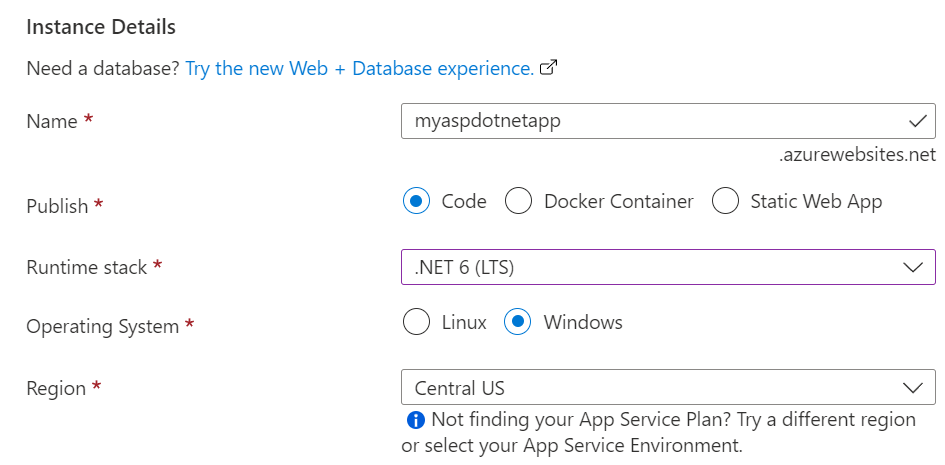 Instance Details
Need a database? Try the new Web + Database experience.
Name *
myaspdotnetapp
.azurewebsites.net
Publish *
Code
Docker Container
Static Web App
Runtime stack *
.NET 6 (LTS)
Operating System *
Linux
Windows
Region *
Central US
Not finding your App Service Plan? Try a different region
or select your App Service Environment.